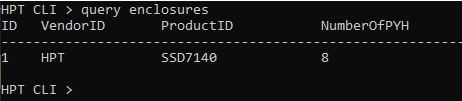 HPT CLI > query enclosures
ID VendorID ProductID NumberOfPYH
--------------------------------------------------------------
1 HPT SSD7140 8
HPT CLI >